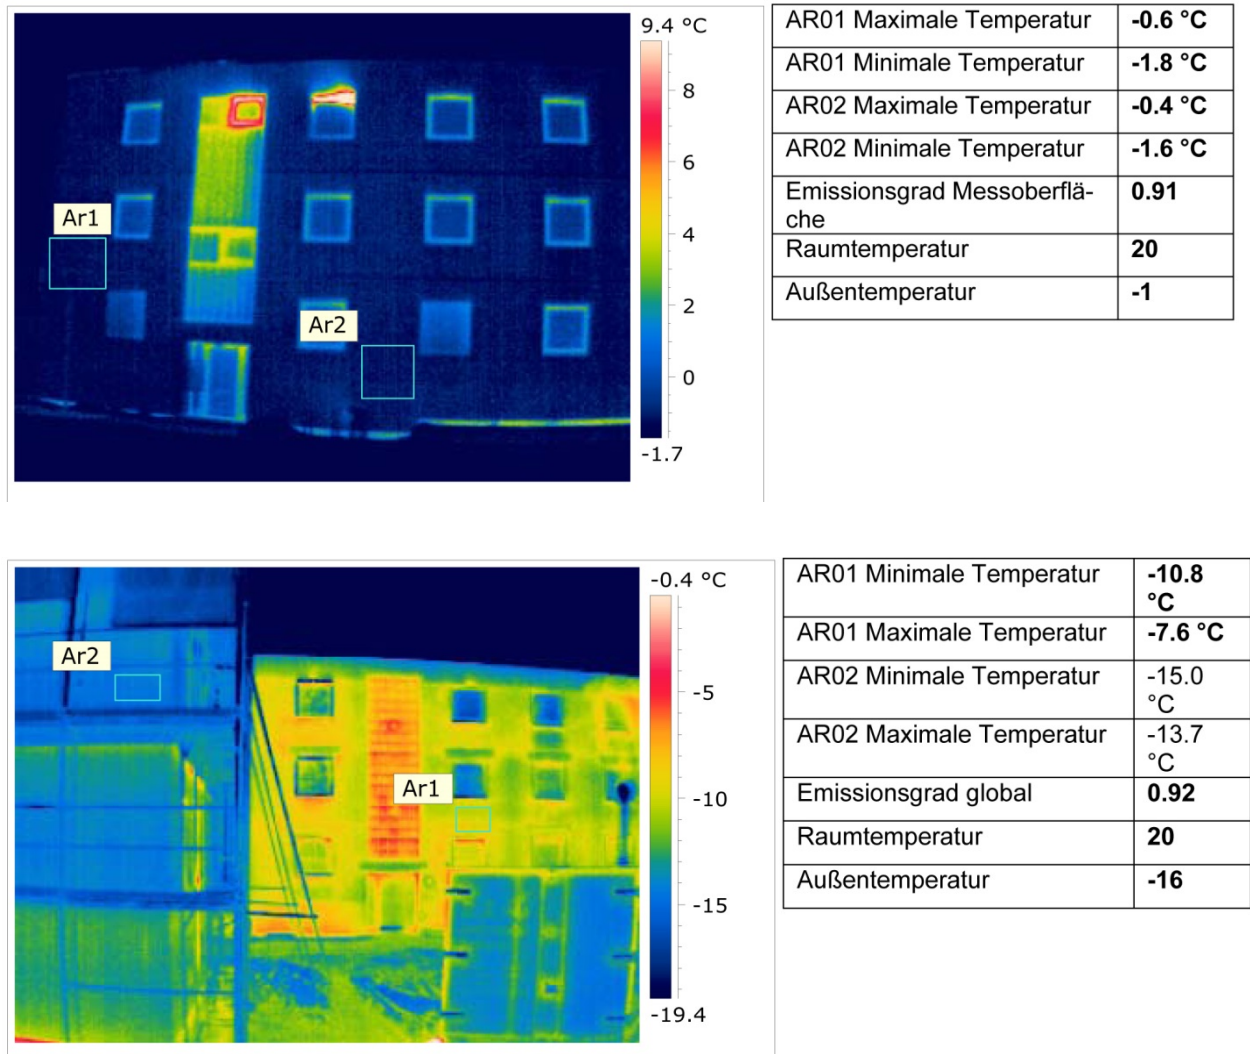 9.4 °C
8
6
4
2
0
-1.7
Ar1
Ar2
AR01 Maximale Temperatur -0.6 °C
AR01 Minimale Temperatur -1.8 °C
AR02 Maximale Temperatur -0.4 °C
AR02 Minimale Temperatur -1.6 °C
Emissionsgrad Messoberflä- 0.91
che
Raumtemperatur 20
Außentemperatur -1
-0.4 °C
-5
-10
-15
-19.4
Ar2
Ar1
AR01 Minimale Temperatur -10.8
°C
AR01 Maximale Temperatur -7.6 °C
AR02 Minimale Temperatur -15.0
°C
AR02 Maximale Temperatur -13.7
°C
Emissionsgrad global 0.92
Raumtemperatur 20
Außentemperatur -16